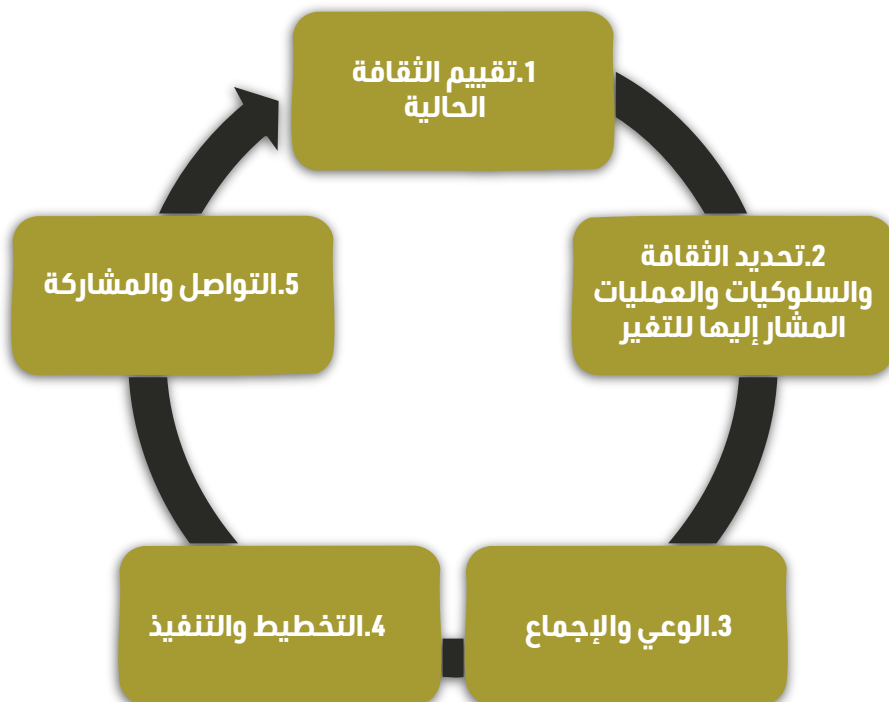 1.تقييم الثقافة
الحالية
2.تحديد الثقافة
والسلوكيات والعمليات
المشار إليها للتغير
3.الوعي والإجماع
4.التخطيط والتنفيذ
5.التواصل والمشاركة